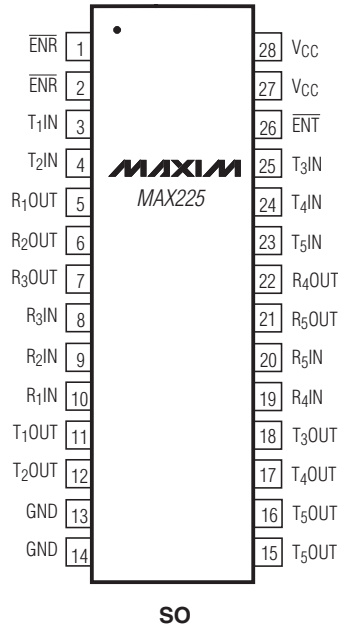 ENR 1
ENR 2
T₁IN 3
T₂IN 4
R₁OUT 5
R₂OUT 6
R₃OUT 7
R₃IN 8
R₂IN 9
R₁IN 10
T₁OUT 11
T₂OUT 12
GND 13
GND 14
MAXIM
MAX225
28 VCC
27 VCC
26 ENT
25 T₃IN
24 T₄IN
23 T₅IN
22 R₄OUT
21 R₅OUT
20 R₅IN
19 R₄IN
18 T₃OUT
17 T₄OUT
16 T₅OUT
15 T₅OUT
SO